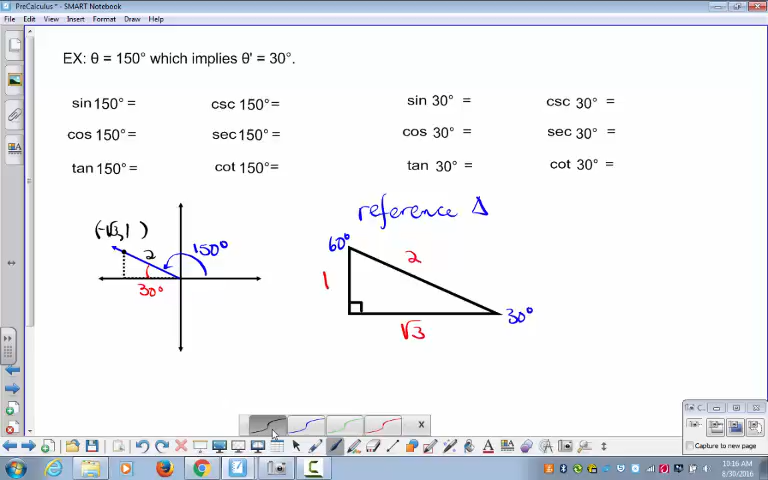 PreCalculus * - SMART Notebook
File Edit View Insert Format Draw Help
EX: θ = 150° which implies θ' = 30°.
sin 150° = csc 150° = sin 30° = csc 30° =
cos 150° = sec 150° = cos 30° = sec 30° =
tan 150° = cot 150° = tan 30° = cot 30° =
reference Δ
(-√3, 1)
2
150°
30°
60°
2
1
30°
√3
Capture to new page
10:16 AM
8/30/2016